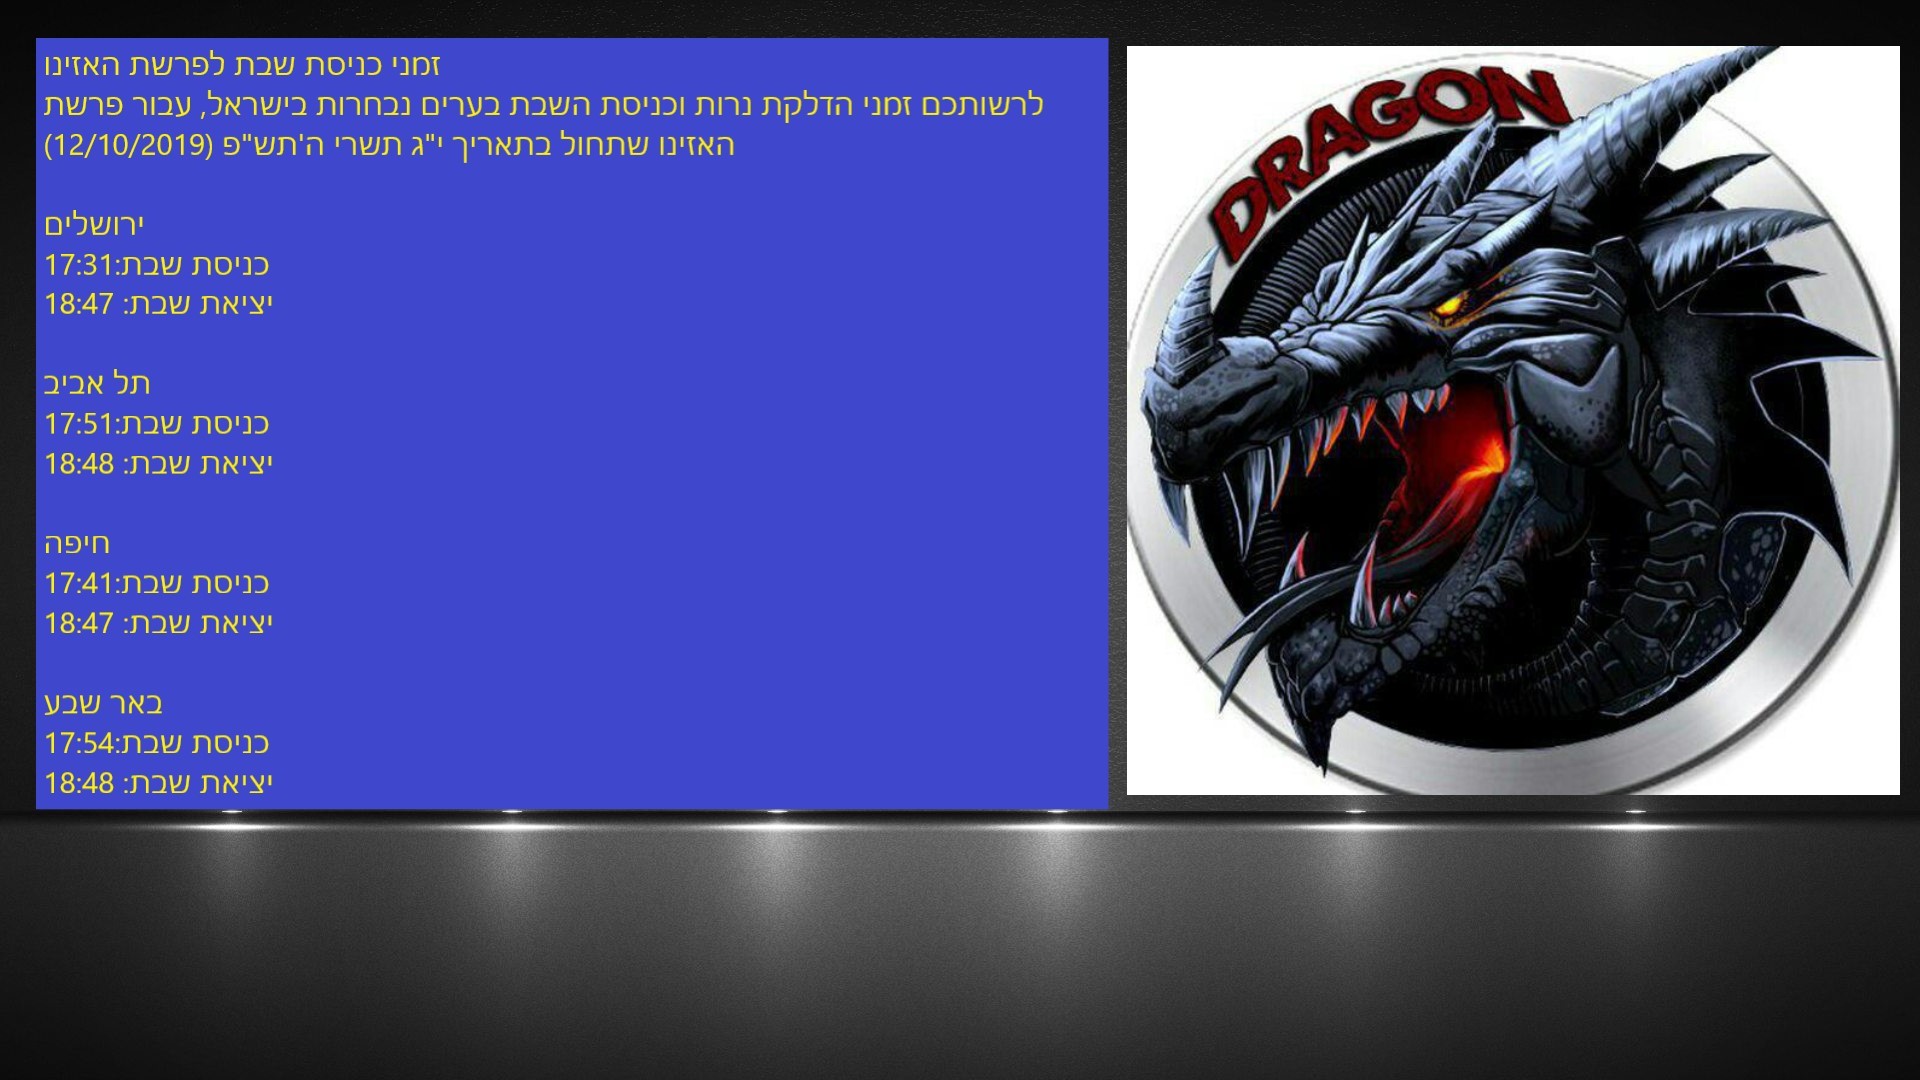 זמני כניסת שבת לפרשת האזינו
לרשותכם זמני הדלקת נרות וכניסת השבת בערים נבחרות בישראל, עבור פרשת
האזינו שתחול בתאריך י"ג תשרי ה'תש"פ (12/10/2019)
ירושלים
כניסת שבת:17:31
יציאת שבת: 18:47
תל אביב
כניסת שבת:17:51
יציאת שבת: 18:48
חיפה
כניסת שבת:17:41
יציאת שבת: 18:47
באר שבע
כניסת שבת:17:54
יציאת שבת: 18:48
DRAGON